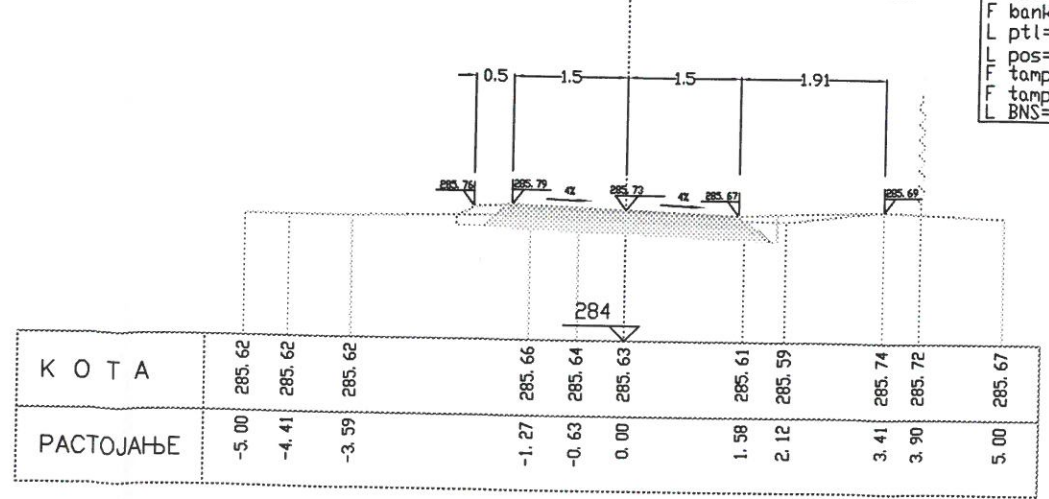 F bank
L ptl=
L pos=
F tamp
F tamp
L BNS=
0.5 1.5 1.5 1.91
285.76 285.79 4% 285.73 4% 285.67 285.69
284
КОТА 285.62 285.62 285.62 285.66 285.64 285.63 285.61 285.59 285.74 285.72 285.67
РАСТОЈАЊЕ -5.00 -4.41 -3.59 -1.27 -0.63 0.00 1.58 2.12 3.41 3.90 5.00